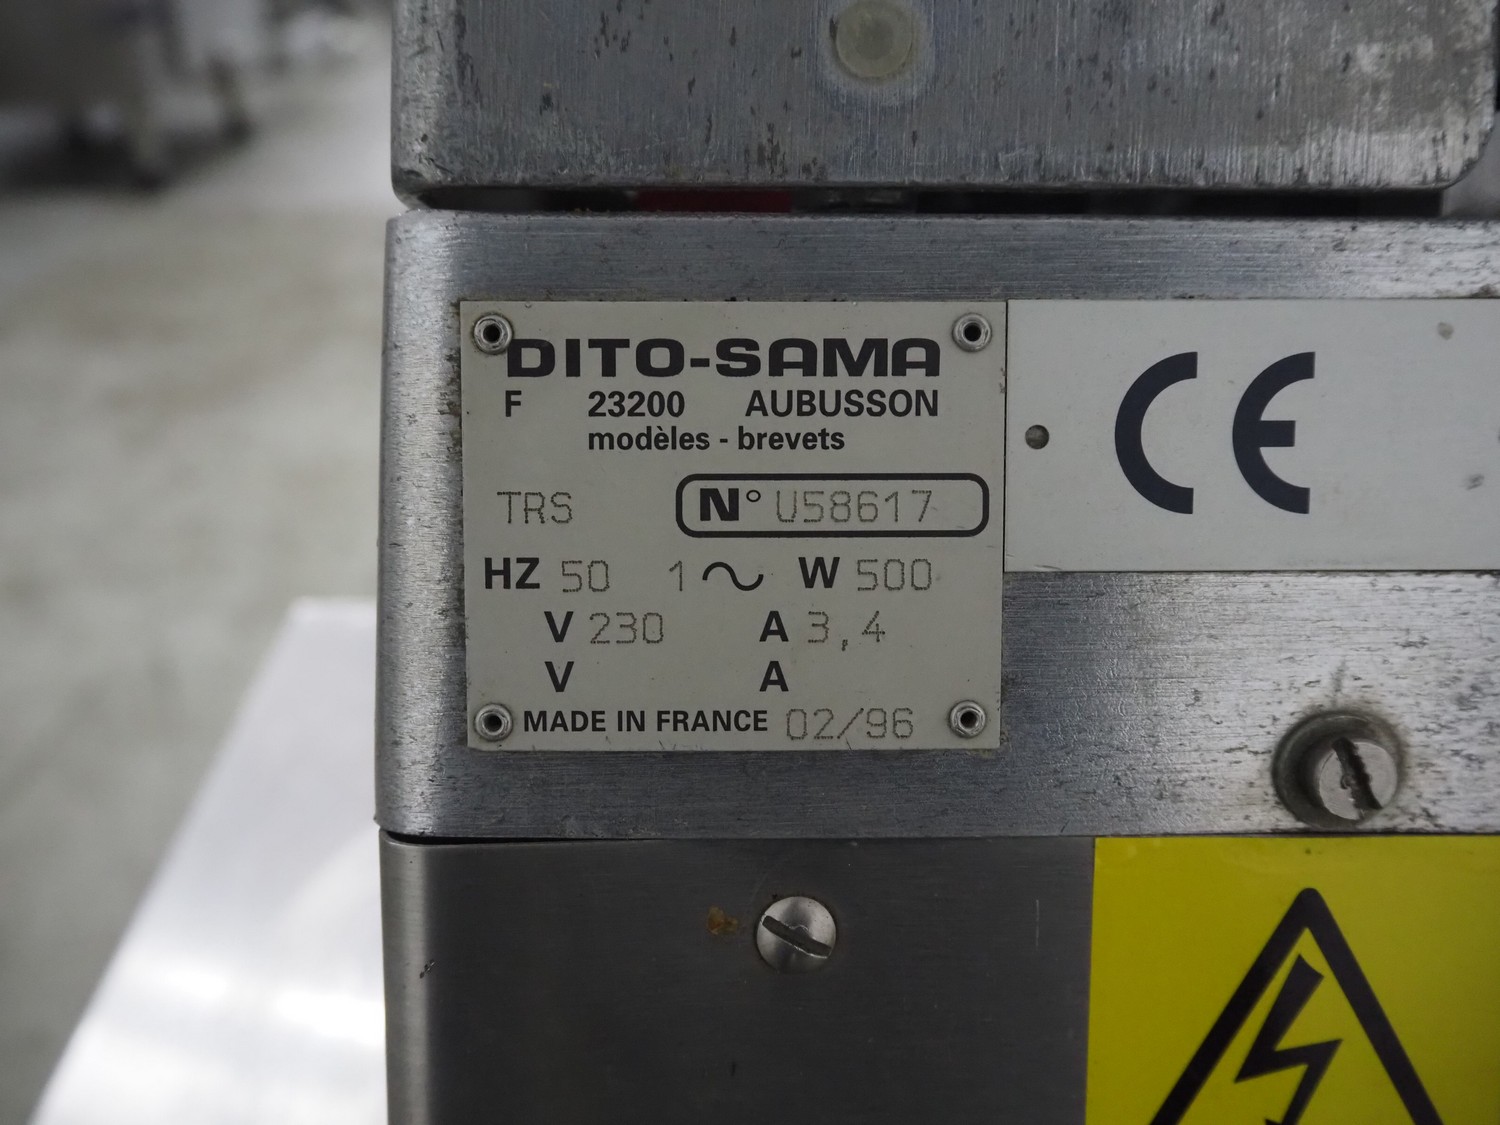 DITO-SAMA
F 23200 AUBUSSON
modèles - brevets
TRS N° U58617
HZ 50 1~ W 500
V 230 A 3,4
V A
MADE IN FRANCE 02/96
CE